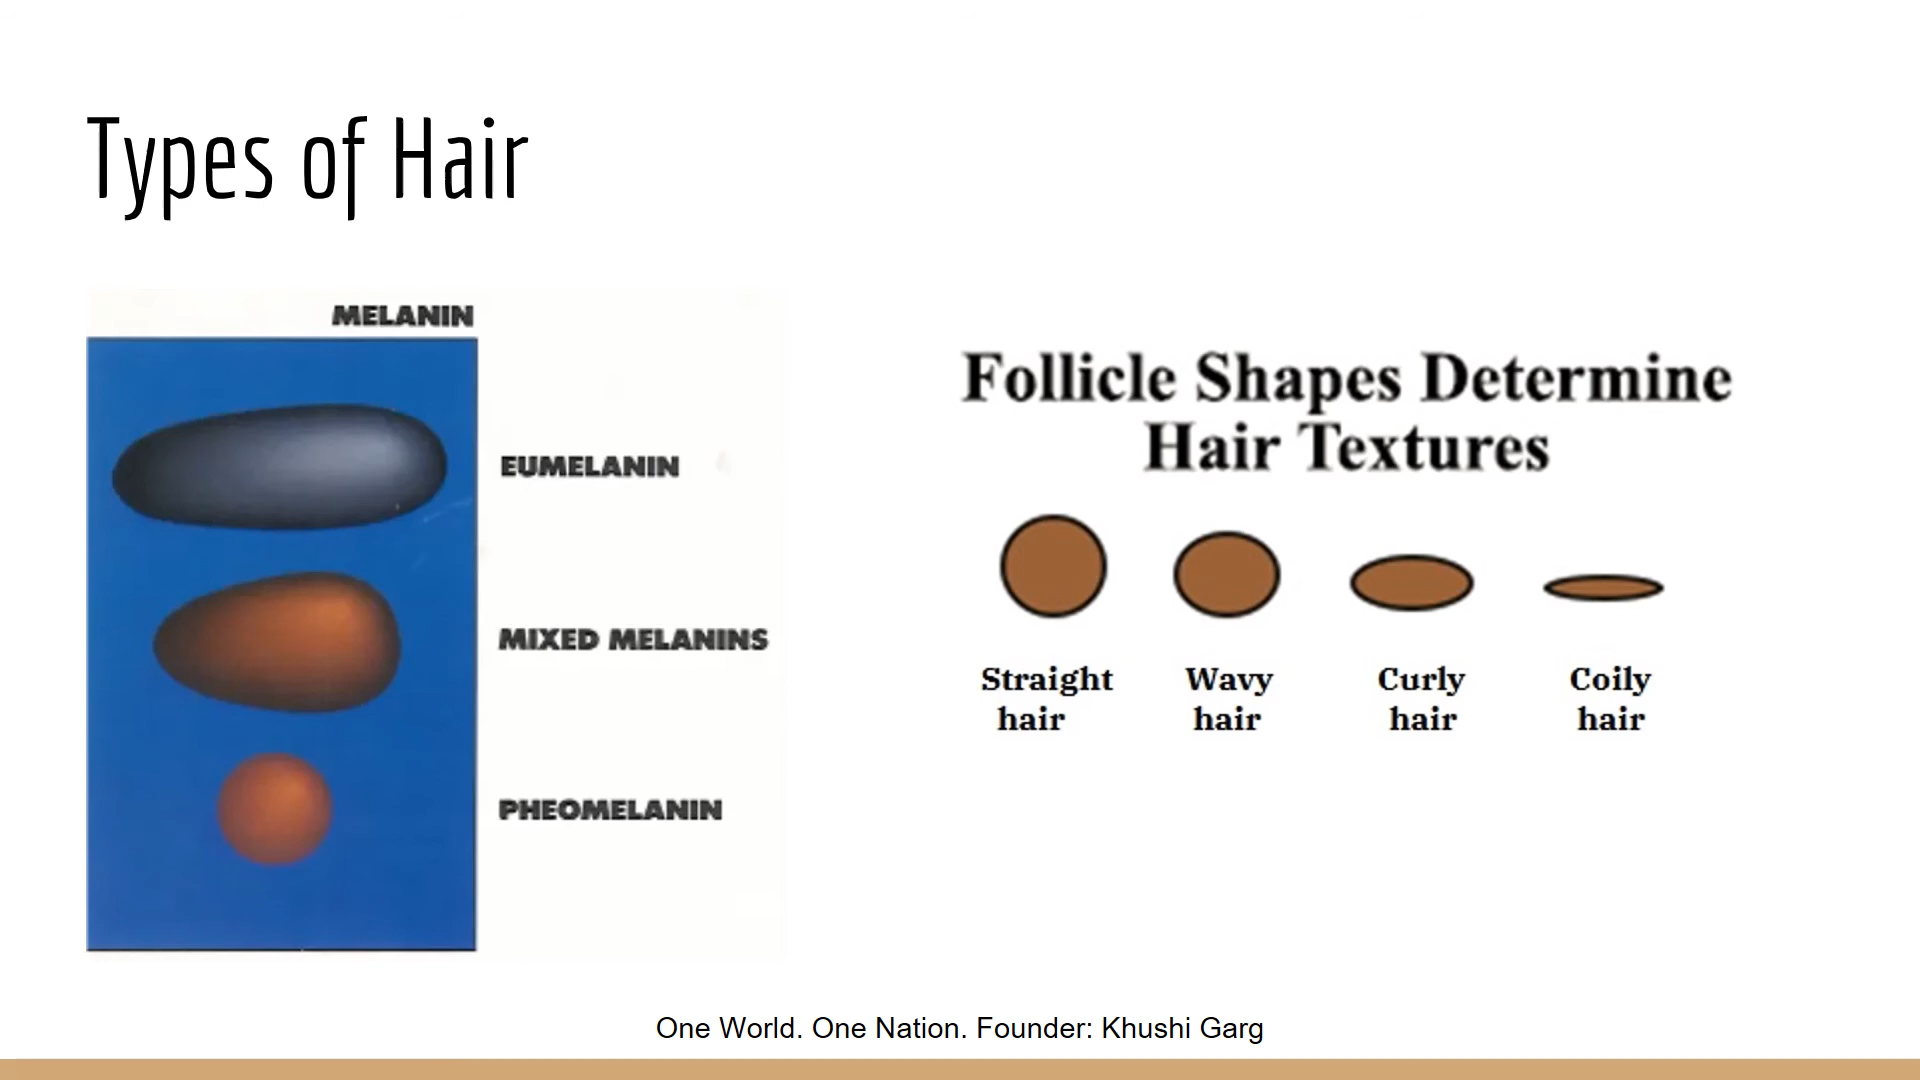 Types of Hair
MELANIN
EUMELANIN
MIXED MELANINS
PHEOMELANIN
Follicle Shapes Determine
Hair Textures
Straight hair
Wavy hair
Curly hair
Coily hair
One World. One Nation. Founder: Khushi Garg